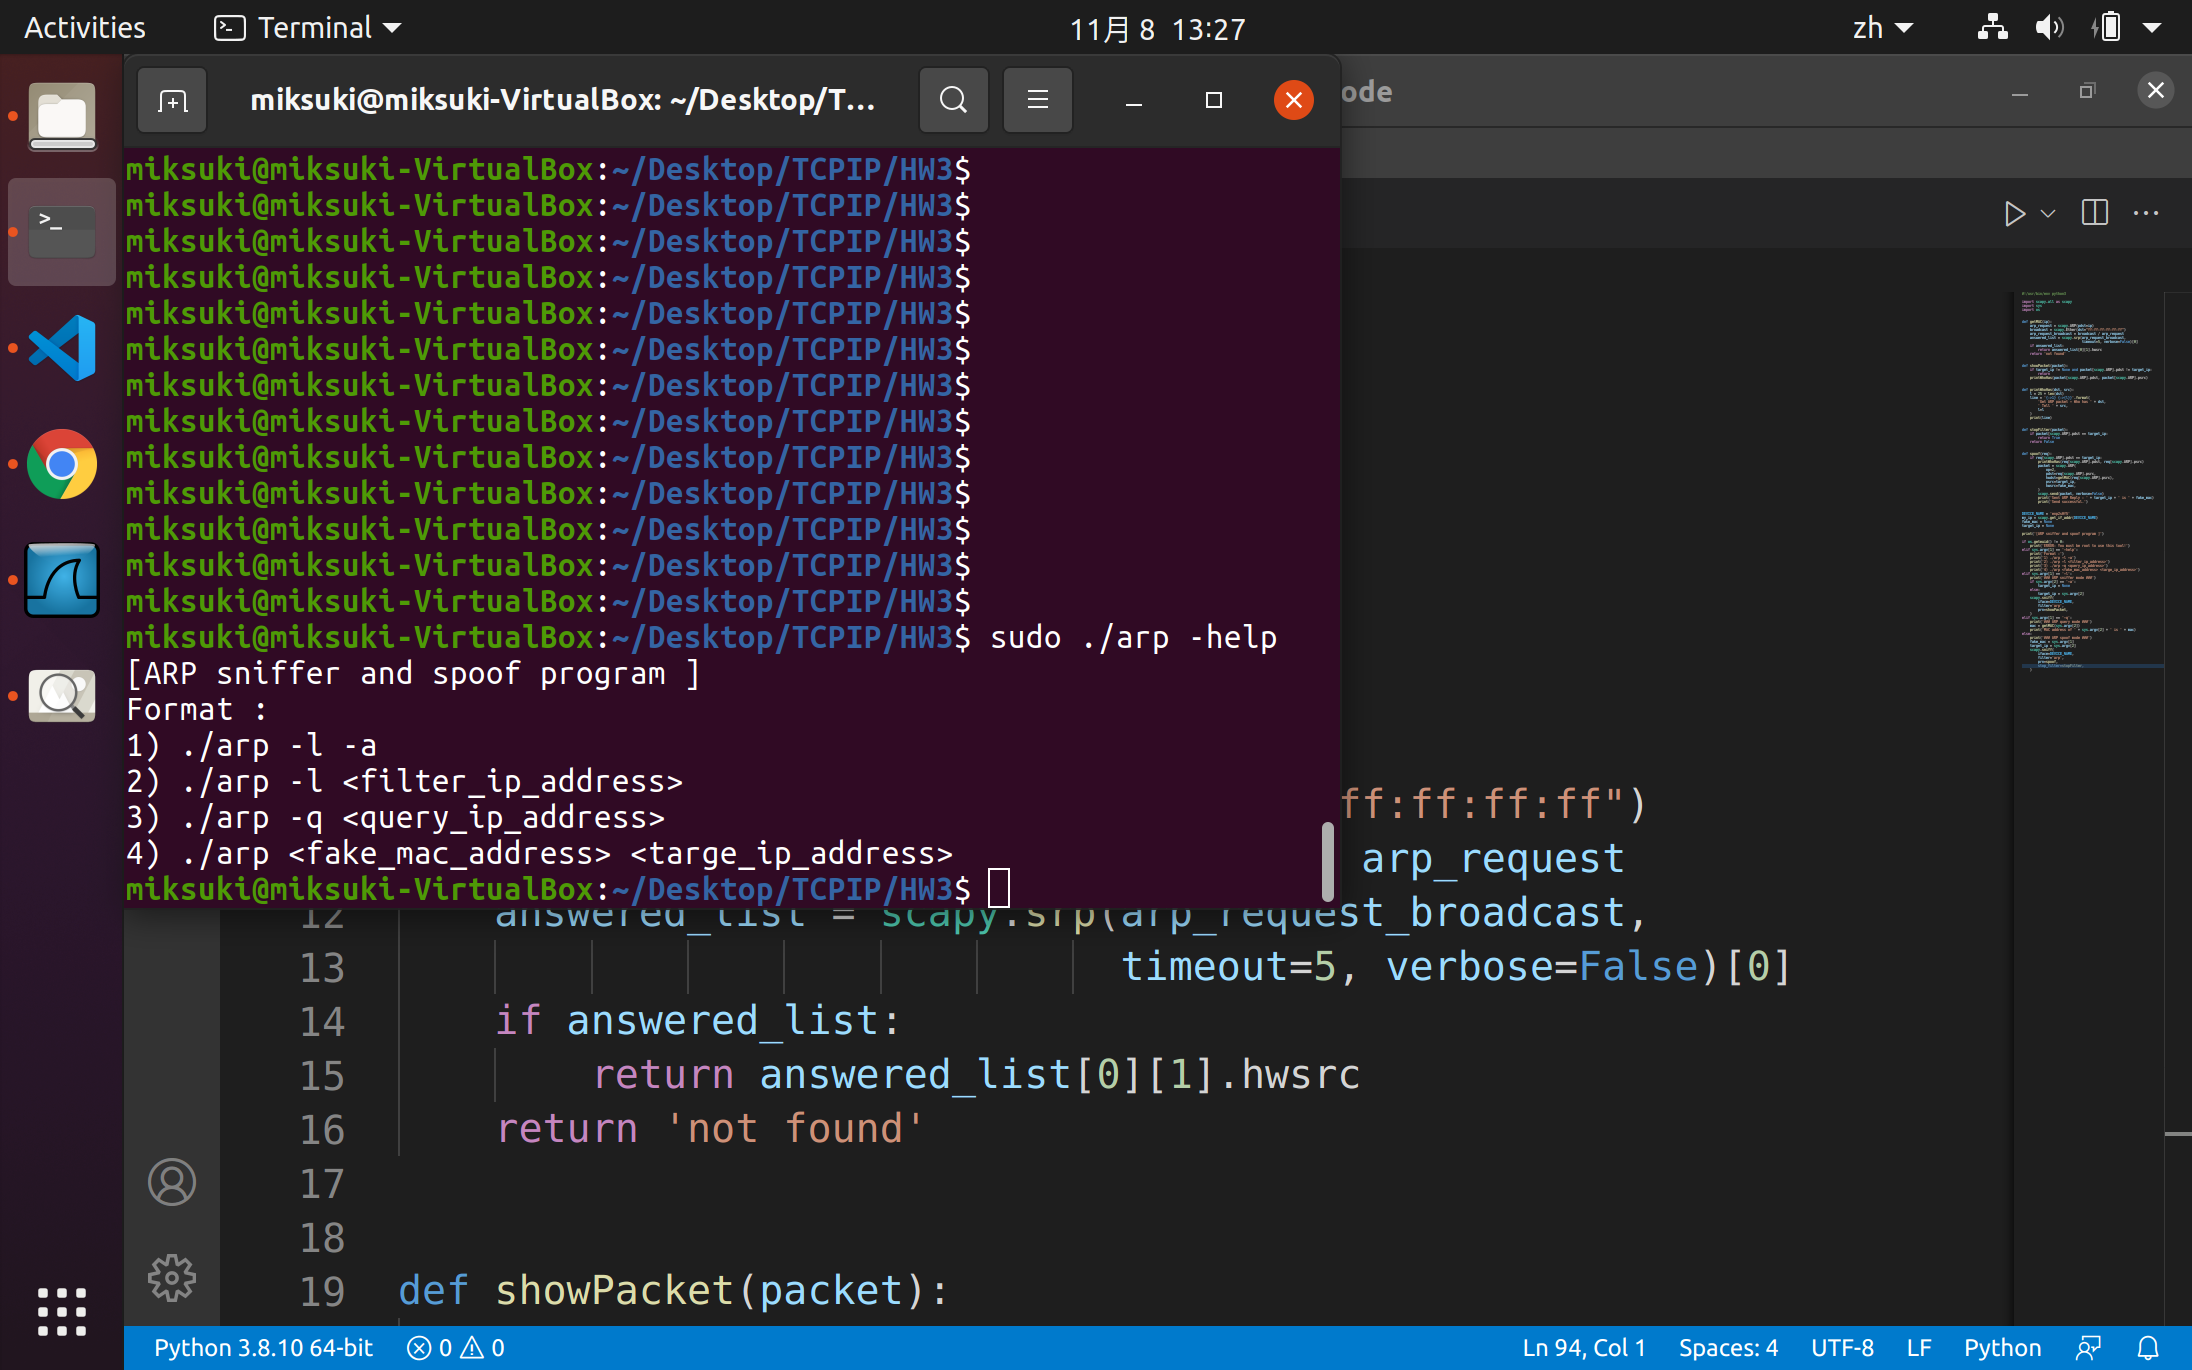 Activities
Terminal
11月 8 13:27
zh
miksuki@miksuki-VirtualBox: ~/Desktop/T...
ode
miksuki@miksuki-VirtualBox:~/Desktop/TCPIP/HW3$
miksuki@miksuki-VirtualBox:~/Desktop/TCPIP/HW3$
miksuki@miksuki-VirtualBox:~/Desktop/TCPIP/HW3$
miksuki@miksuki-VirtualBox:~/Desktop/TCPIP/HW3$
miksuki@miksuki-VirtualBox:~/Desktop/TCPIP/HW3$
miksuki@miksuki-VirtualBox:~/Desktop/TCPIP/HW3$
miksuki@miksuki-VirtualBox:~/Desktop/TCPIP/HW3$
miksuki@miksuki-VirtualBox:~/Desktop/TCPIP/HW3$
miksuki@miksuki-VirtualBox:~/Desktop/TCPIP/HW3$
miksuki@miksuki-VirtualBox:~/Desktop/TCPIP/HW3$
miksuki@miksuki-VirtualBox:~/Desktop/TCPIP/HW3$
miksuki@miksuki-VirtualBox:~/Desktop/TCPIP/HW3$
miksuki@miksuki-VirtualBox:~/Desktop/TCPIP/HW3$
miksuki@miksuki-VirtualBox:~/Desktop/TCPIP/HW3$ sudo ./arp -help
[ARP sniffer and spoof program ]
Format :
1) ./arp -l -a
2) ./arp -l <filter_ip_address>
3) ./arp -q <query_ip_address>
4) ./arp <fake_mac_address> <targe_ip_address>
miksuki@miksuki-VirtualBox:~/Desktop/TCPIP/HW3$
ff:ff:ff:ff")
arp_request
12 answered_list = scapy.srp(arp_request_broadcast,
13 timeout=5, verbose=False)[0]
14 if answered_list:
15 return answered_list[0][1].hwsrc
16 return 'not found'
17
18
19 def showPacket(packet):
Python 3.8.10 64-bit 0 0 Ln 94, Col 1 Spaces: 4 UTF-8 LF Python